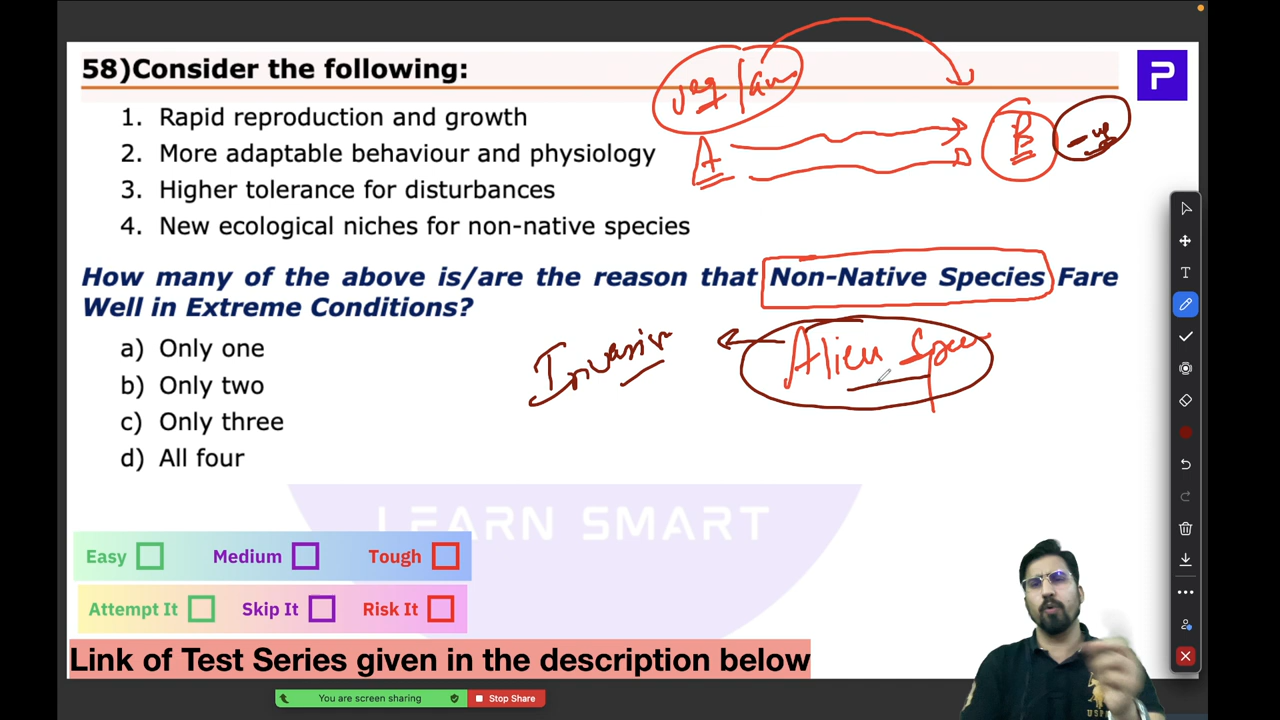 58)Consider the following:
1. Rapid reproduction and growth
2. More adaptable behaviour and physiology
3. Higher tolerance for disturbances
4. New ecological niches for non-native species
veg
A
B
-ve
How many of the above is/are the reason that Non-Native Species Fare
Well in Extreme Conditions?
Invasive
Alien
a) Only one
b) Only two
c) Only three
d) All four
LEARN SMART
Easy Medium Tough
Attempt It Skip It Risk It
Link of Test Series given in the description below
You are screen sharing Stop Share
P
T